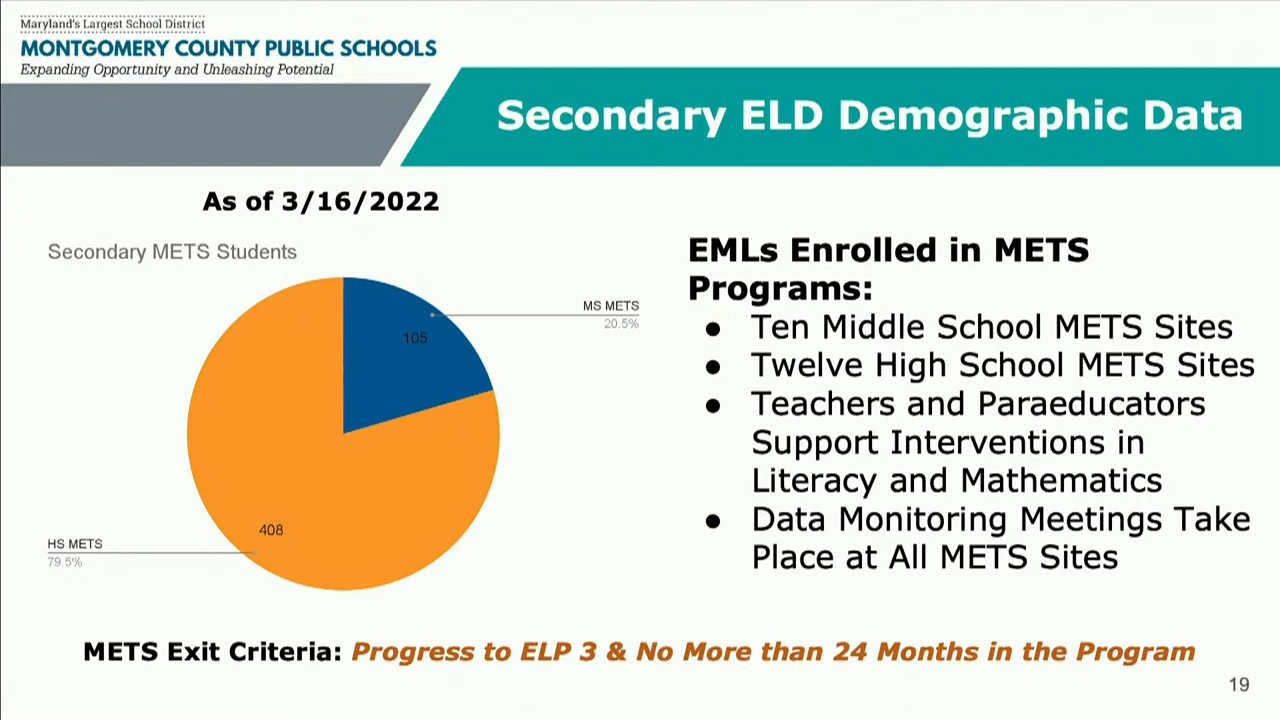 Maryland's Largest School District
MONTGOMERY COUNTY PUBLIC SCHOOLS
Expanding Opportunity and Unleashing Potential
Secondary ELD Demographic Data
As of 3/16/2022
Secondary METS Students
MS METS
20.5%
105
408
HS METS
79.5%
EMLs Enrolled in METS
Programs:
● Ten Middle School METS Sites
● Twelve High School METS Sites
● Teachers and Paraeducators
Support Interventions in
Literacy and Mathematics
● Data Monitoring Meetings Take
Place at All METS Sites
METS Exit Criteria: Progress to ELP 3 & No More than 24 Months in the Program
19